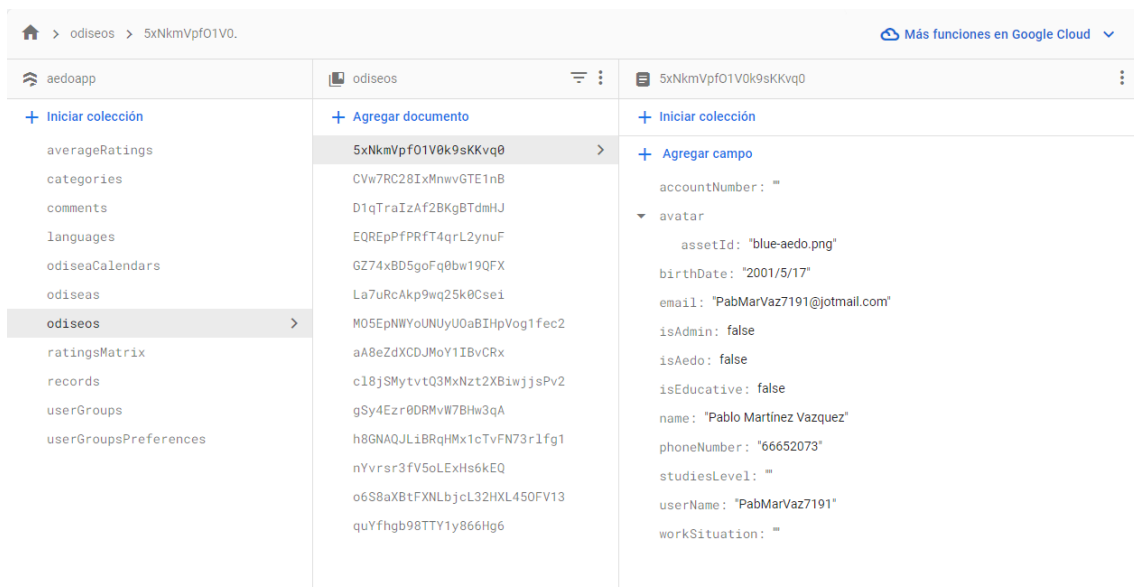 odiseos > 5xNkmVpfO1V0.
Más funciones en Google Cloud
aedoapp
Iniciar colección
averageRatings
categories
comments
languages
odiseaCalendars
odiseas
odiseos
ratingsMatrix
records
userGroups
userGroupsPreferences
odiseos
Agregar documento
5xNkmVpfO1V0k9sKKvq0
CVw7RC28IxMnwvGTE1nB
D1qTraIzAf2BKgBTdmHJ
EQREpPfPRfT4qrL2ynuF
GZ74xBD5goFq0bw19QFX
La7uRcAkp9wq25k0Csei
MO5EpNWYoUNUyUOaBIHpVog1fec2
aA8eZdXCDJMoY1IBvCRx
cl8jSMytvtQ3MxNzt2XBiwjjsPv2
gSy4Ezr0DRMvW7BHw3qA
h8GNAQJLiBRqHMx1cTvFN73rlfg1
nYvrsr3fV5oLExHs6kEQ
o6S8aXBtFXNLbjcL32HXL45OFV13
quYfhgb98TTY1y866Hg6
5xNkmVpfO1V0k9sKKvq0
Iniciar colección
Agregar campo
accountNumber: ""
avatar
assetId: "blue-aedo.png"
birthDate: "2001/5/17"
email: "PabMarVaz7191@jotmail.com"
isAdmin: false
isAedo: false
isEducative: false
name: "Pablo Martínez Vazquez"
phoneNumber: "66652073"
studiesLevel: ""
userName: "PabMarVaz7191"
workSituation: ""